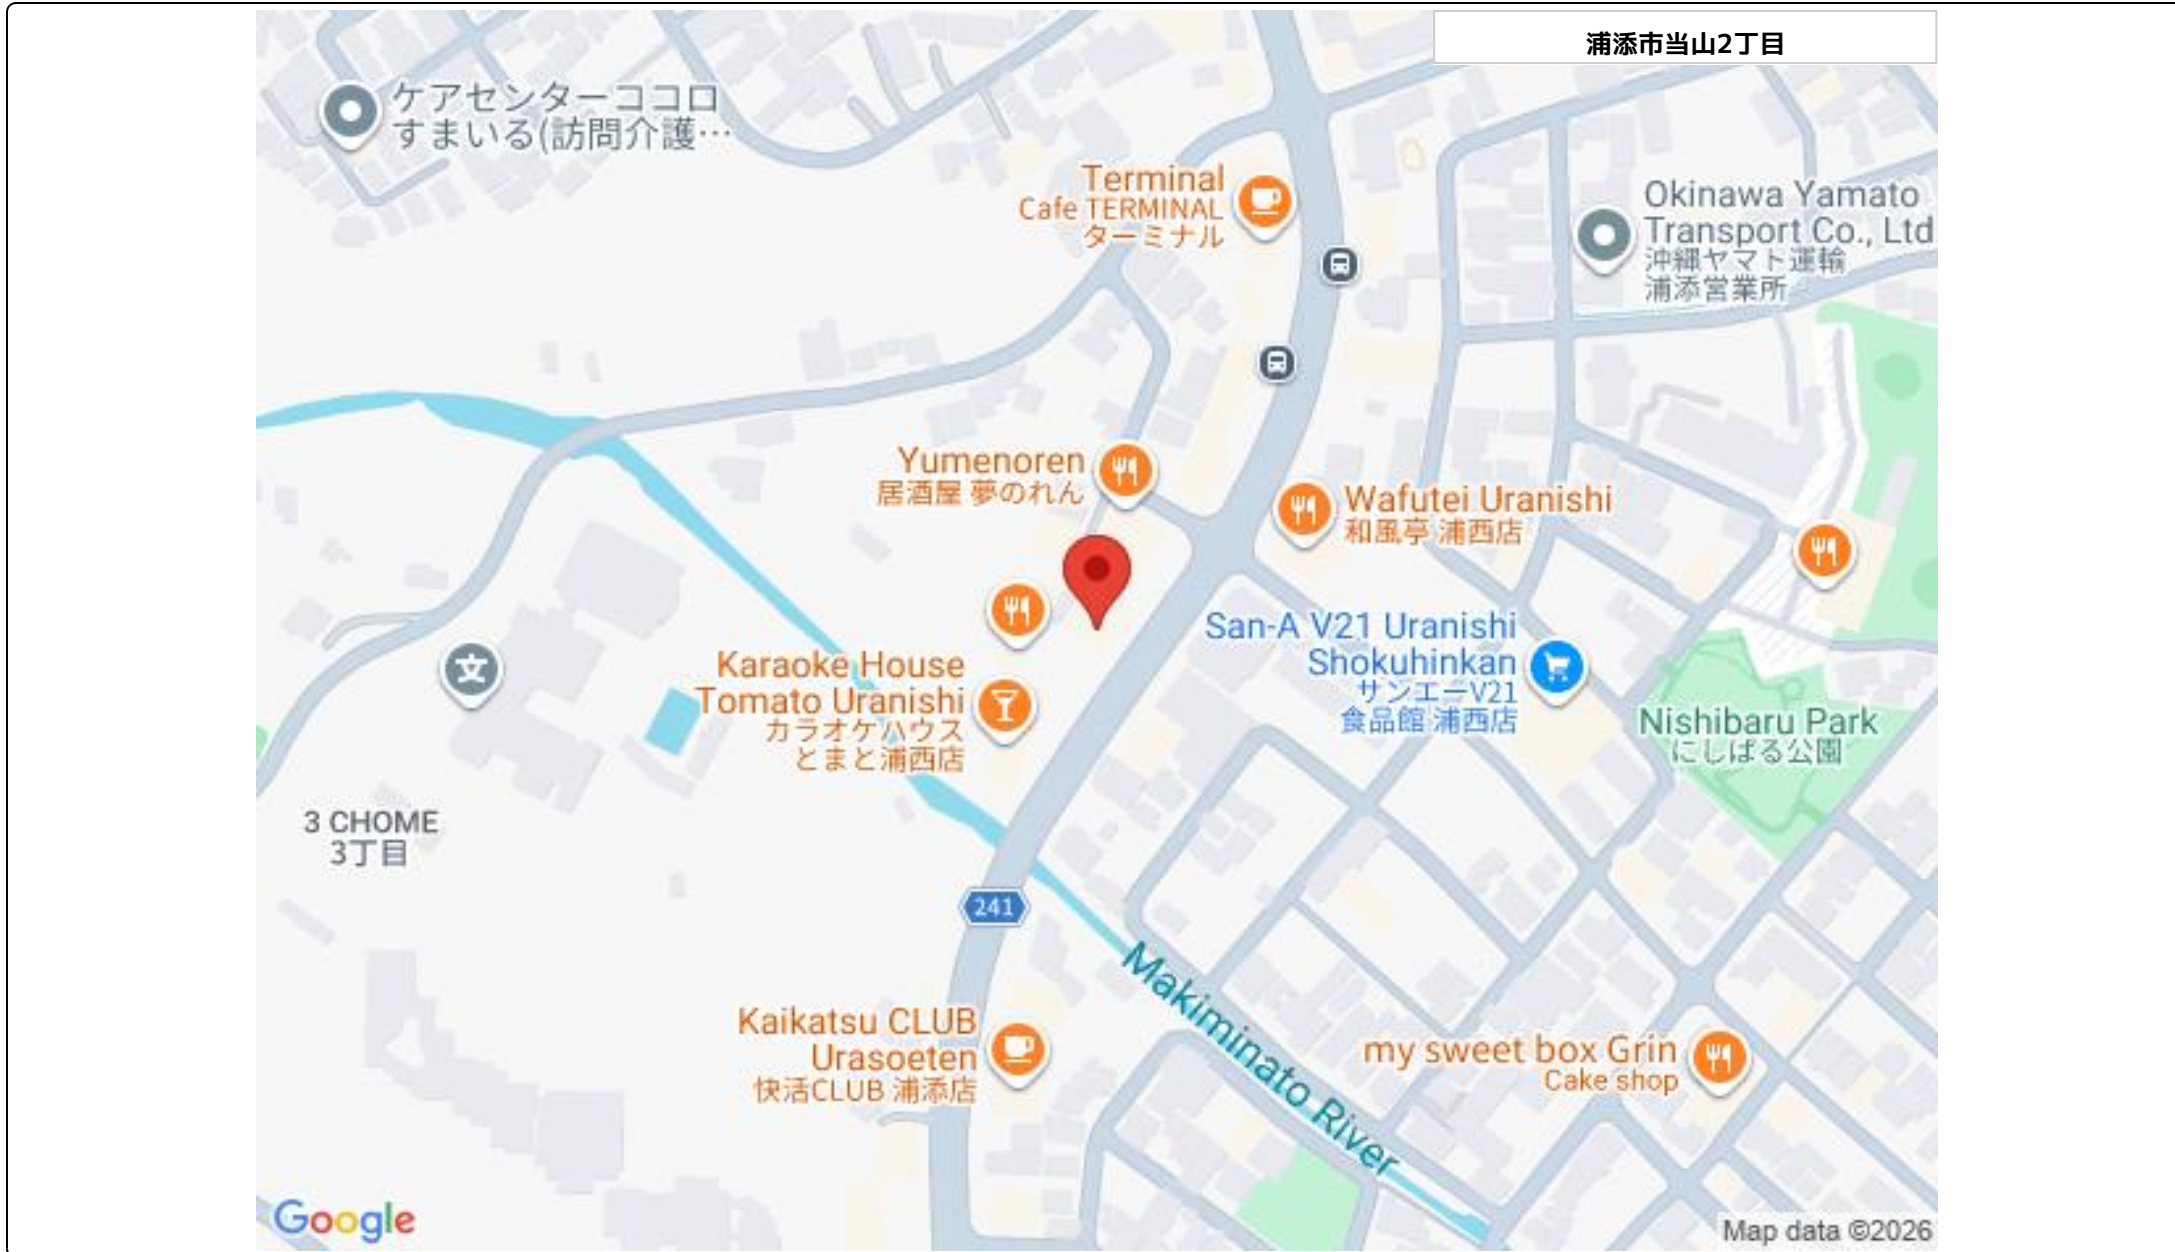 浦添市当山2丁目
ケアセンターココロ
すまいる(訪問介護…
Terminal
Cafe TERMINAL
ターミナル
Okinawa Yamato
Transport Co., Ltd
沖縄ヤマト運輸
浦添営業所
Yumenoren
居酒屋 夢のれん
Wafutei Uranishi
和風亭 浦西店
San-A V21 Uranishi
Shokuhinkan
サンエーV21
食品館 浦西店
文
Karaoke House
Tomato Uranishi
カラオケハウス
とまと浦西店
Nishibaru Park
にしばる公園
3 CHOME
3丁目
241
Makiminato River
Kaikatsu CLUB
Urasoeten
快活CLUB 浦添店
my sweet box Grin
Cake shop
Google
Map data ©2026